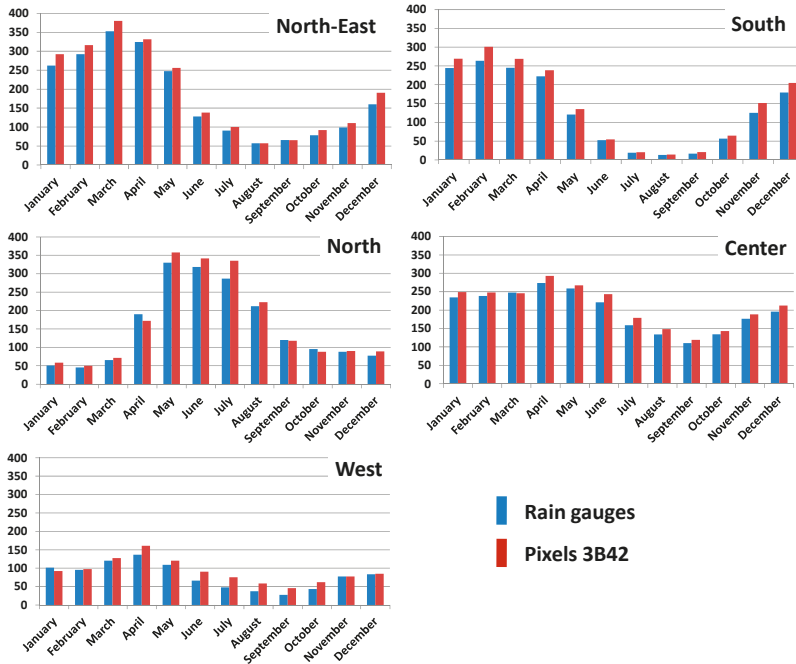 North-East
400
350
300
250
200
150
100
50
0
January
February
March
April
May
June
July
August
September
October
November
December
South
400
350
300
250
200
150
100
50
0
January
February
March
April
May
June
July
August
September
October
November
December
North
400
350
300
250
200
150
100
50
0
January
February
March
April
May
June
July
August
September
October
November
December
Center
400
350
300
250
200
150
100
50
0
January
February
March
April
May
June
July
August
September
October
November
December
West
400
350
300
250
200
150
100
50
0
January
February
March
April
May
June
July
August
September
October
November
December
Rain gauges
Pixels 3B42